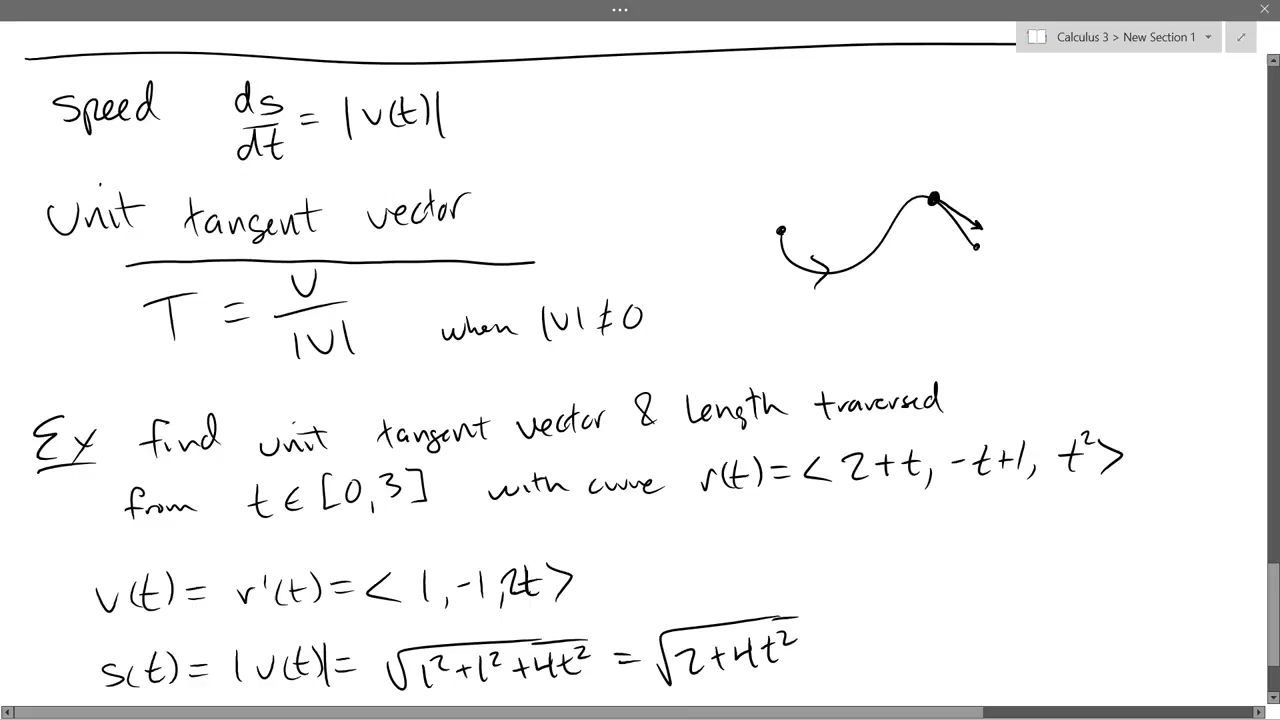 Calculus 3 > New Section 1
Speed ds/dt = |v(t)|
Unit tangent vector
T = v/|v| when |v| ≠ 0
Ex find unit tangent vector & length traversed
from t ∈ [0,3] with curve r(t) = <2+t, -t+1, t²>
v(t) = r'(t) = <1, -1, 2t>
s(t) = |v(t)| = √(1²+1²+4t²) = √(2+4t²)